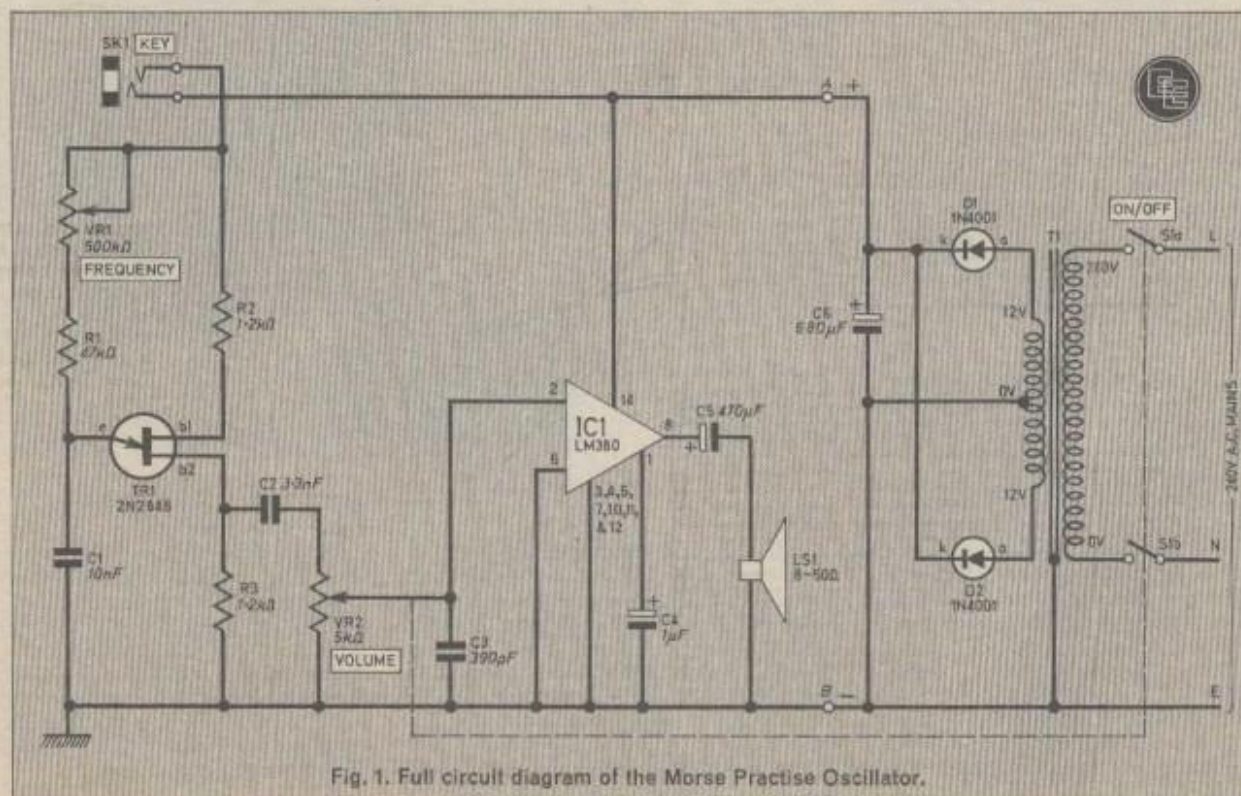 SK1 KEY
A +
VR1
500kΩ
FREQUENCY
R1
47kΩ
R2
1·2kΩ
e
b1
b2
TR1
2N2646
C1
10nF
C2 3·3nF
R3
1·2kΩ
VR2
5kΩ
VOLUME
2
6
IC1
LM380
14
8
1
3,4,5,
7,10,11,
& 12
C3
390pF
C4
1μF
+
C5 470μF
+
LS1
8–50Ω
B –
C6
680μF
+
D1
1N4001
k
a
12V
0V
12V
k
a
D2
1N4001
T1
240V
0V
ON/OFF
S1a
L
S1b
N
E
240V A.C. MAINS
Fig. 1. Full circuit diagram of the Morse Practise Oscillator.